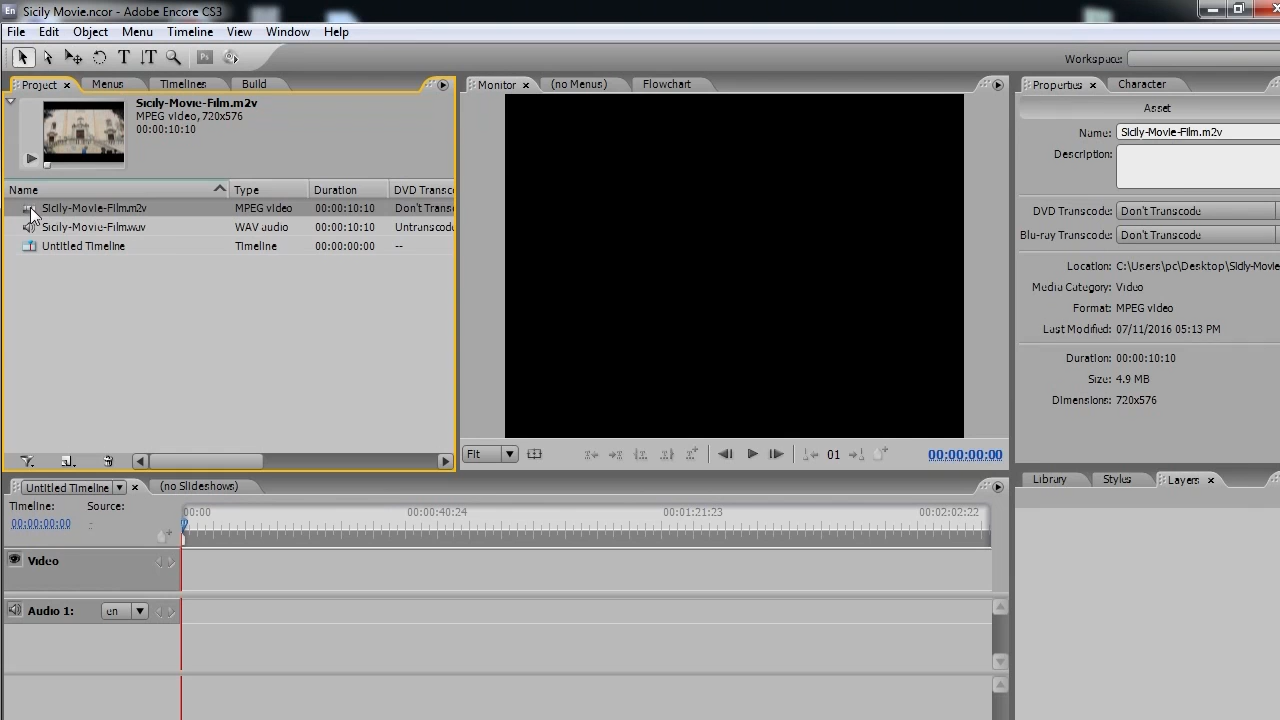 En Sicily Movie.ncor - Adobe Encore CS3
File Edit Object Menu Timeline View Window Help
Ps
Workspace:
Project × Menus Timelines Build
Sicily-Movie-Film.m2v
MPEG video, 720x576
00:00:10:10
Name Type Duration DVD Transc
Sicily-Movie-Film.m2v MPEG video 00:00:10:10 Don't Trans
Sicily-Movie-Film.wav WAV audio 00:00:10:10 Untranscod
Untitled Timeline Timeline 00:00:00:00 --
Monitor × (no Menus) Flowchart
Fit 01 00:00:00:00
Properties × Character
Asset
Name: Sicily-Movie-Film.m2v
Description:
DVD Transcode: Don't Transcode
Blu-ray Transcode: Don't Transcode
Location: C:\Users\pc\Desktop\Sicily-Movie
Media Category: Video
Format: MPEG video
Last Modified: 07/11/2016 05:13 PM
Duration: 00:00:10:10
Size: 4.9 MB
Dimensions: 720x576
Untitled Timeline × (no Slideshows)
Timeline: Source:
00:00:00:00 -
00:00 00:00:40:24 00:01:21:23 00:02:02:22
Video
Audio 1: en
Library Styles Layers ×